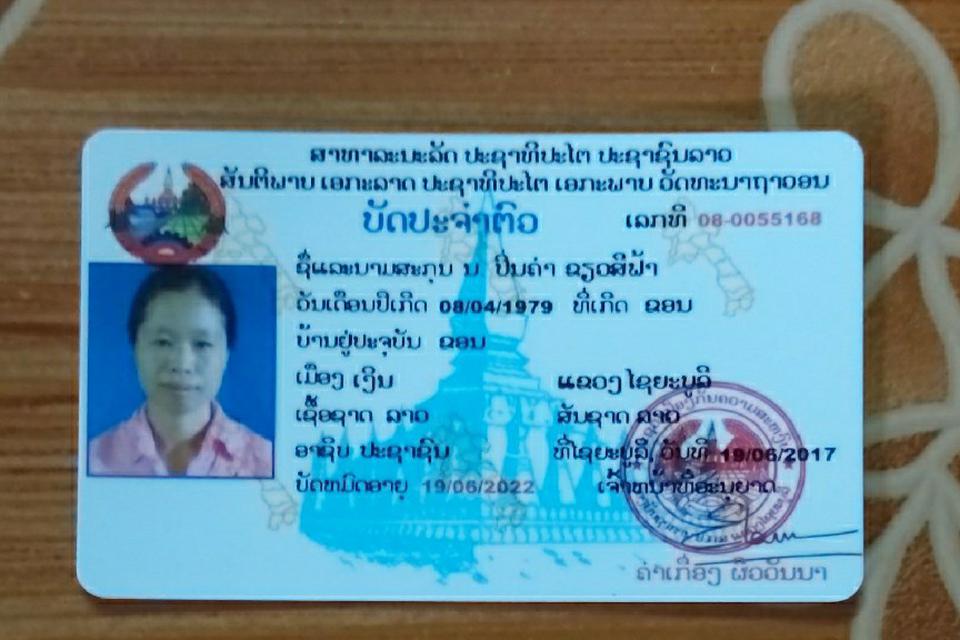 ສາທາລະນະລັດ ປະຊາທິປະໄຕ ປະຊາຊົນລາວ
ສັນຕິພາບ ເອກະລາດ ປະຊາທິປະໄຕ ເອກະພາບ ວັດທະນາຖາວອນ
ບັດປະຈຳຕົວ ເລກທີ 08-0055168
ຊື່ແລະນາມສະກຸນ ນ ປິ່ນຄຳ ຂຽວສີຟ້າ
ວັນເດືອນປີເກີດ 08/04/1979 ທີ່ເກີດ ຂອນ
ບ້ານຢູ່ປະຈຸບັນ ຂອນ
ເມືອງ ເງິນ ແຂວງ ໄຊຍະບູລີ
ເຊື້ອຊາດ ລາວ ສັນຊາດ ລາວ
ອາຊີບ ປະຊາຊົນ ທີ່ໄຊຍະບູລີ, ວັນທີ 19/06/2017
ບັດຫມົດອາຍຸ 19/06/2022 ເຈົ້າຫນ້າທີ່ອະນຸຍາດ
ຄຳເກື່ອງ ຜິວວັນນາ